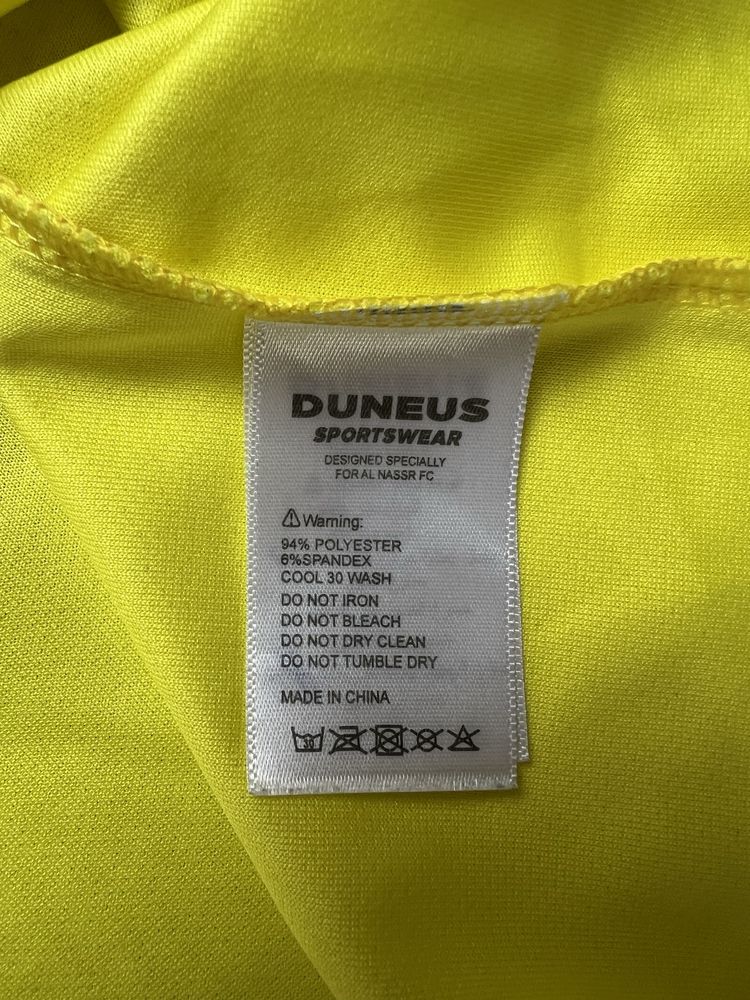 DUNEUS
SPORTSWEAR
DESIGNED SPECIALLY
FOR AL NASSR FC
Warning:
94% POLYESTER
6%SPANDEX
COOL 30 WASH
DO NOT IRON
DO NOT BLEACH
DO NOT DRY CLEAN
DO NOT TUMBLE DRY
MADE IN CHINA
30